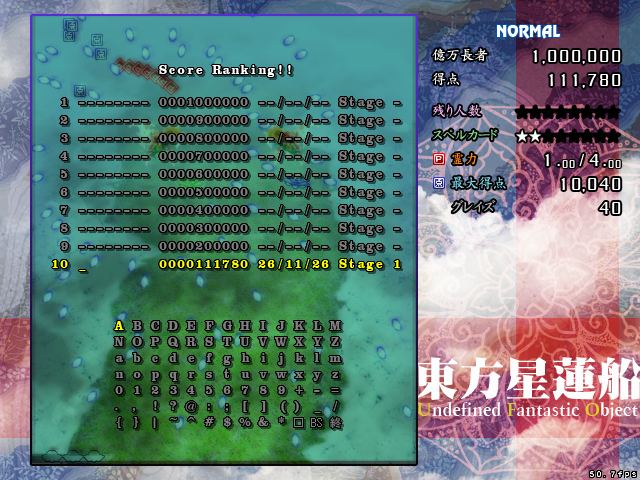 NORMAL
億万長者 1,000,000
得点 111,780
残り人数
スペルカード
霊力 1.00/4.00
最大得点 10,040
グレイズ 40
Score Ranking!!
1 -------- 0001000000 --/--/-- Stage -
2 -------- 0000900000 --/--/-- Stage -
3 -------- 0000800000 --/--/-- Stage -
4 -------- 0000700000 --/--/-- Stage -
5 -------- 0000600000 --/--/-- Stage -
6 -------- 0000500000 --/--/-- Stage -
7 -------- 0000400000 --/--/-- Stage -
8 -------- 0000300000 --/--/-- Stage -
9 -------- 0000200000 --/--/-- Stage -
10 _ 0000111780 26/11/26 Stage 1
A B C D E F G H I J K L M
N O P Q R S T U V W X Y Z
a b c d e f g h i j k l m
n o p q r s t u v w x y z
0 1 2 3 4 5 6 7 8 9 + - =
. , ! ? @ : ; [ ] ( ) _ /
{ } | ~ ^ # $ % & * □ BS 終
東方星蓮船
Undefined Fantastic Object
50.7fps